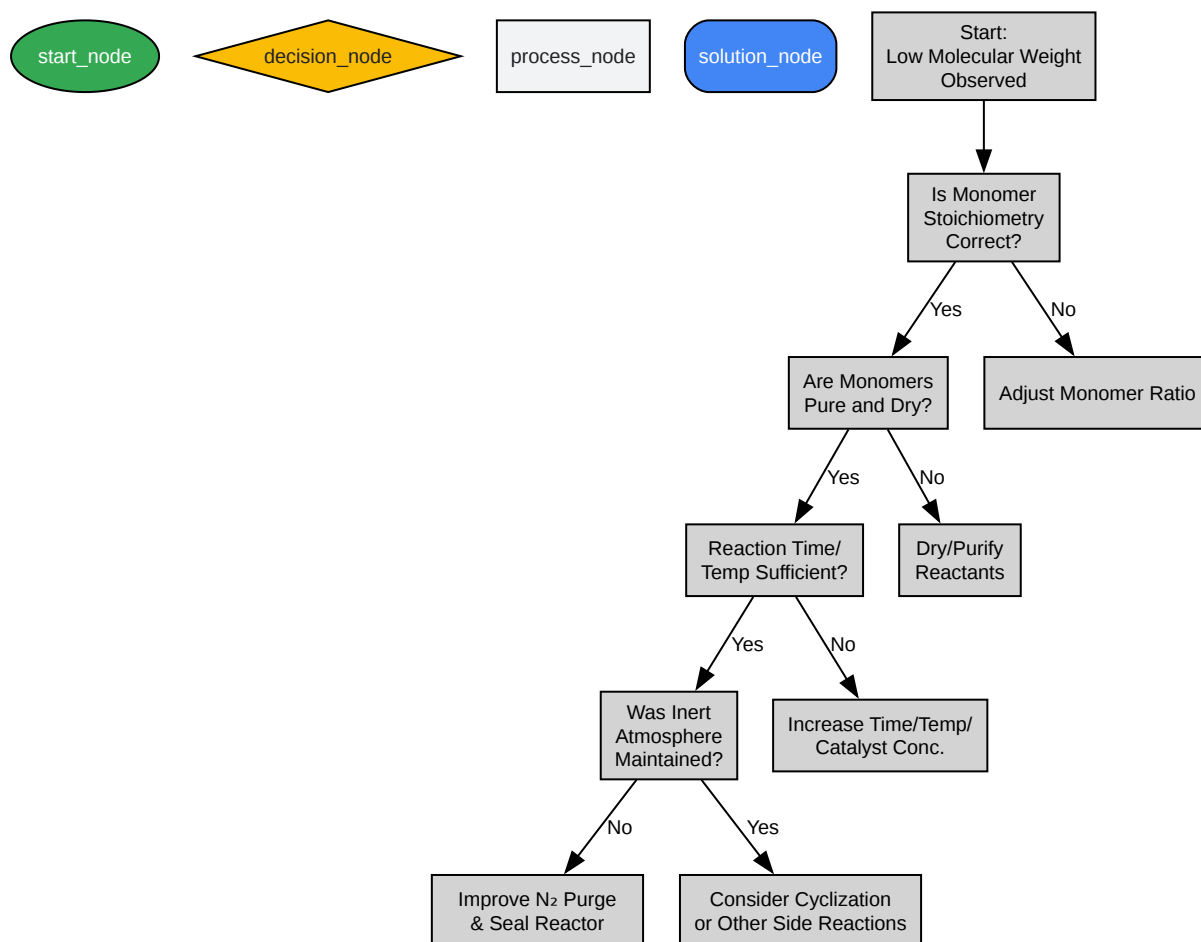 start_node
decision_node
process_node
solution_node
Start:
Low Molecular Weight
Observed
Is Monomer
Stoichiometry
Correct?
Yes
No
Are Monomers
Pure and Dry?
Adjust Monomer Ratio
Yes
No
Reaction Time/
Temp Sufficient?
Dry/Purify
Reactants
Yes
No
Was Inert
Atmosphere
Maintained?
Increase Time/Temp/
Catalyst Conc.
No
Yes
Improve N₂ Purge
& Seal Reactor
Consider Cyclization
or Other Side Reactions